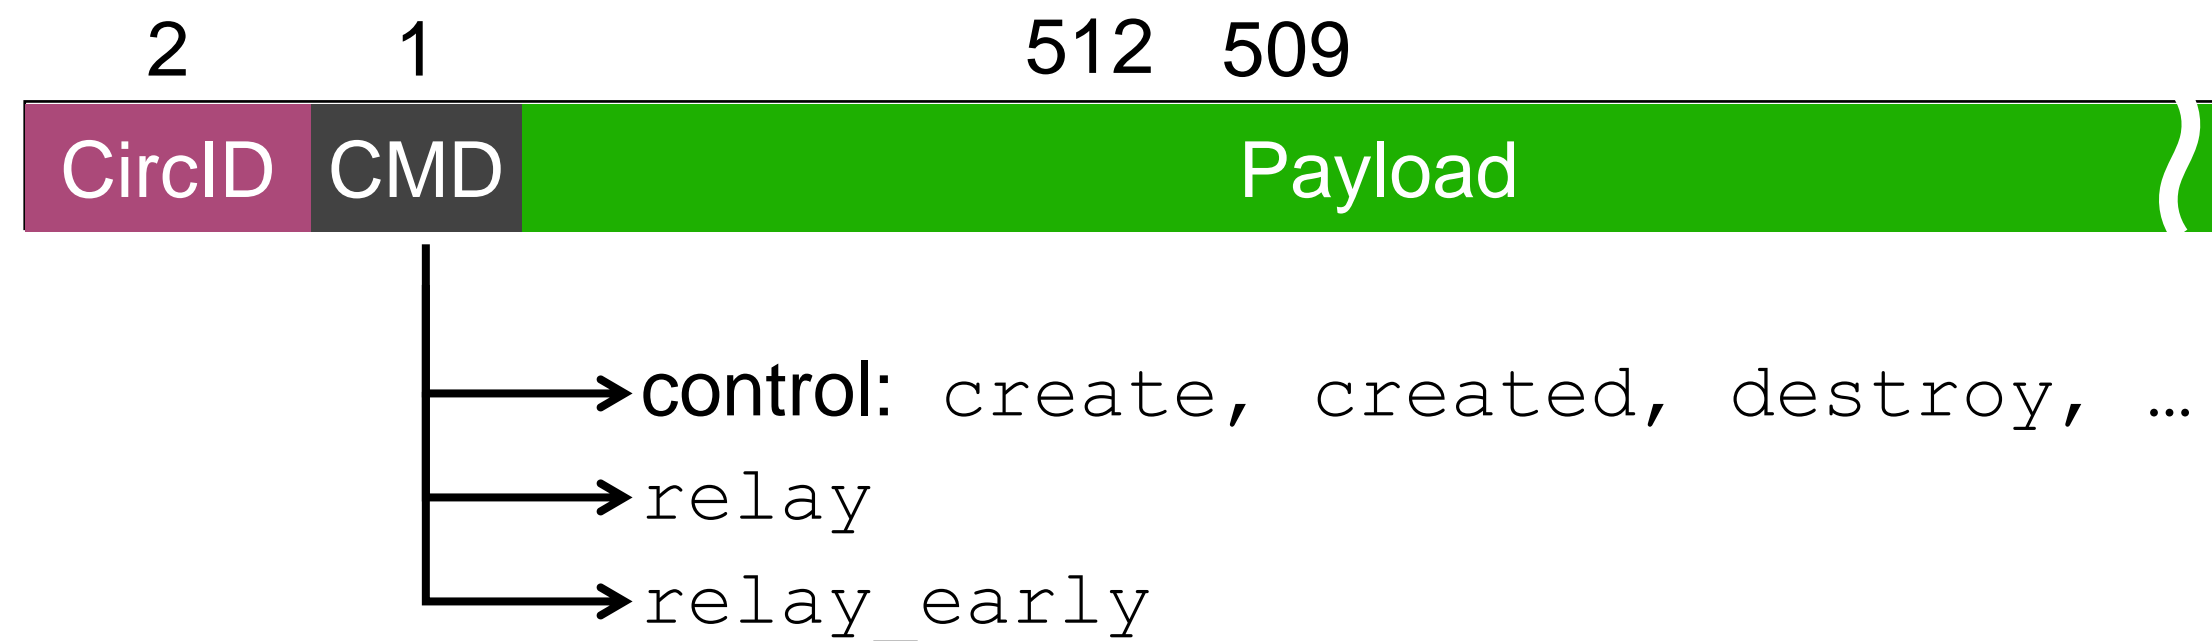 2 1 512 509
CircID CMD Payload
control: create, created, destroy, …
relay
relay_early